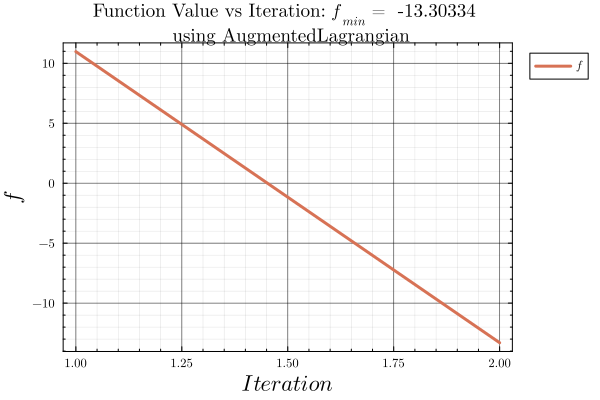 Function Value vs Iteration: f_min = -13.30334
using AugmentedLagrangian
f
10
5
0
−5
−10
f
1.00 1.25 1.50 1.75 2.00
Iteration